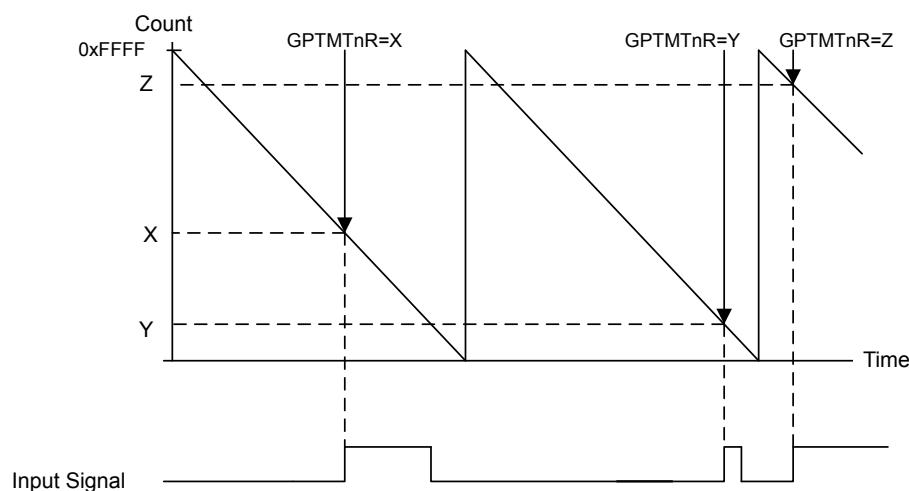 Count
0xFFFF
GPTMTnR=X
GPTMTnR=Y
GPTMTnR=Z
Z
X
Y
Time
Input Signal